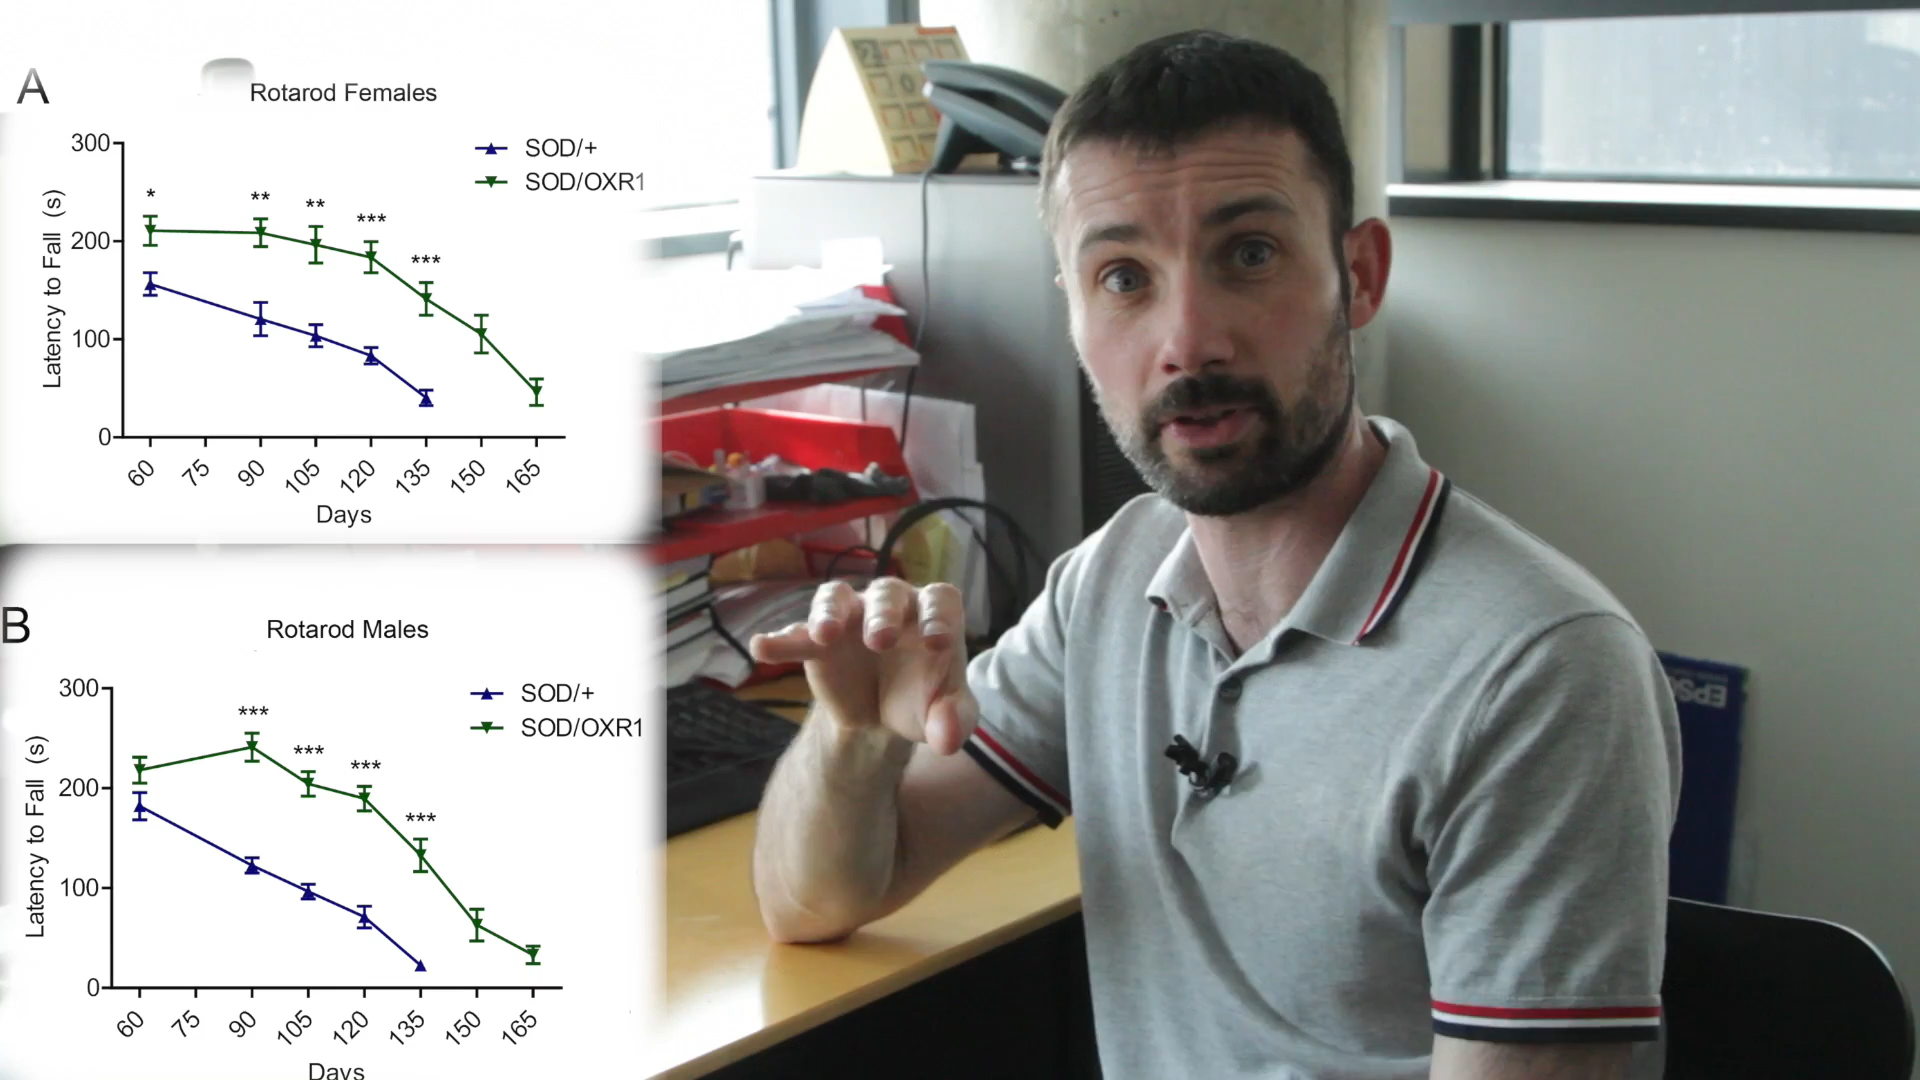 A
Rotarod Females
300
200
100
0
Latency to Fall (s)
SOD/+
SOD/OXR1
*
**
**
***
***
60
75
90
105
120
135
150
165
Days
B
Rotarod Males
300
200
100
0
Latency to Fall (s)
SOD/+
SOD/OXR1
***
***
***
***
60
75
90
105
120
135
150
165
Days
EPS